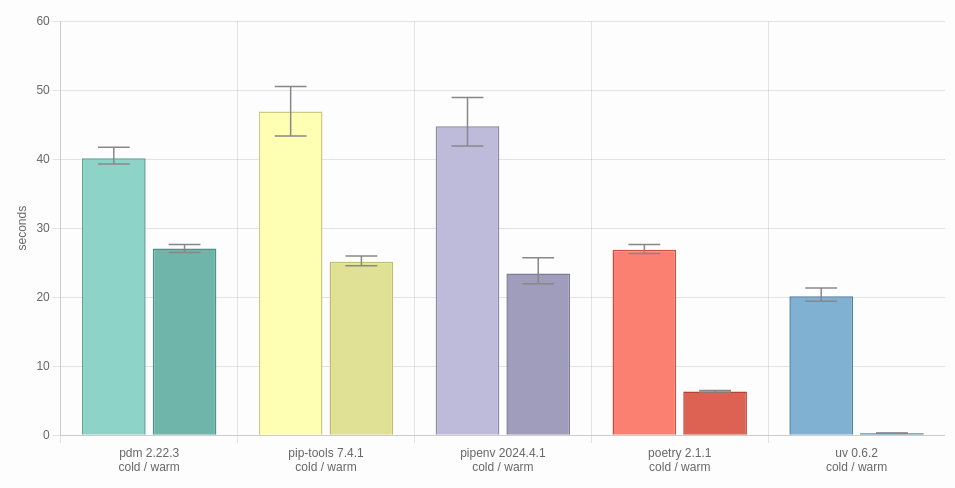 60
50
40
30
20
10
0
seconds
pdm 2.22.3
cold / warm
pip-tools 7.4.1
cold / warm
pipenv 2024.4.1
cold / warm
poetry 2.1.1
cold / warm
uv 0.6.2
cold / warm